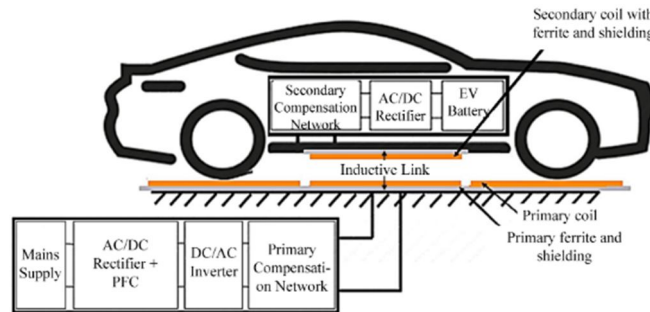 Secondary coil with
ferrite and shielding
Secondary
Compensation
Network
AC/DC
Rectifier
EV
Battery
Inductive Link
Primary coil
Primary ferrite and
shielding
Mains
Supply
AC/DC
Rectifier +
PFC
DC/AC
Inverter
Primary
Compensati-
on Network